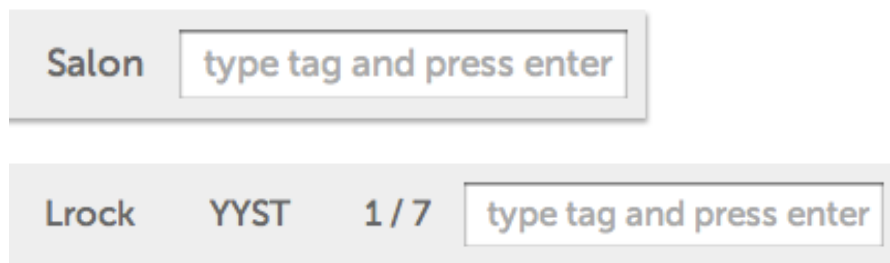 Salon type tag and press enter
Lrock YYST 1 / 7 type tag and press enter